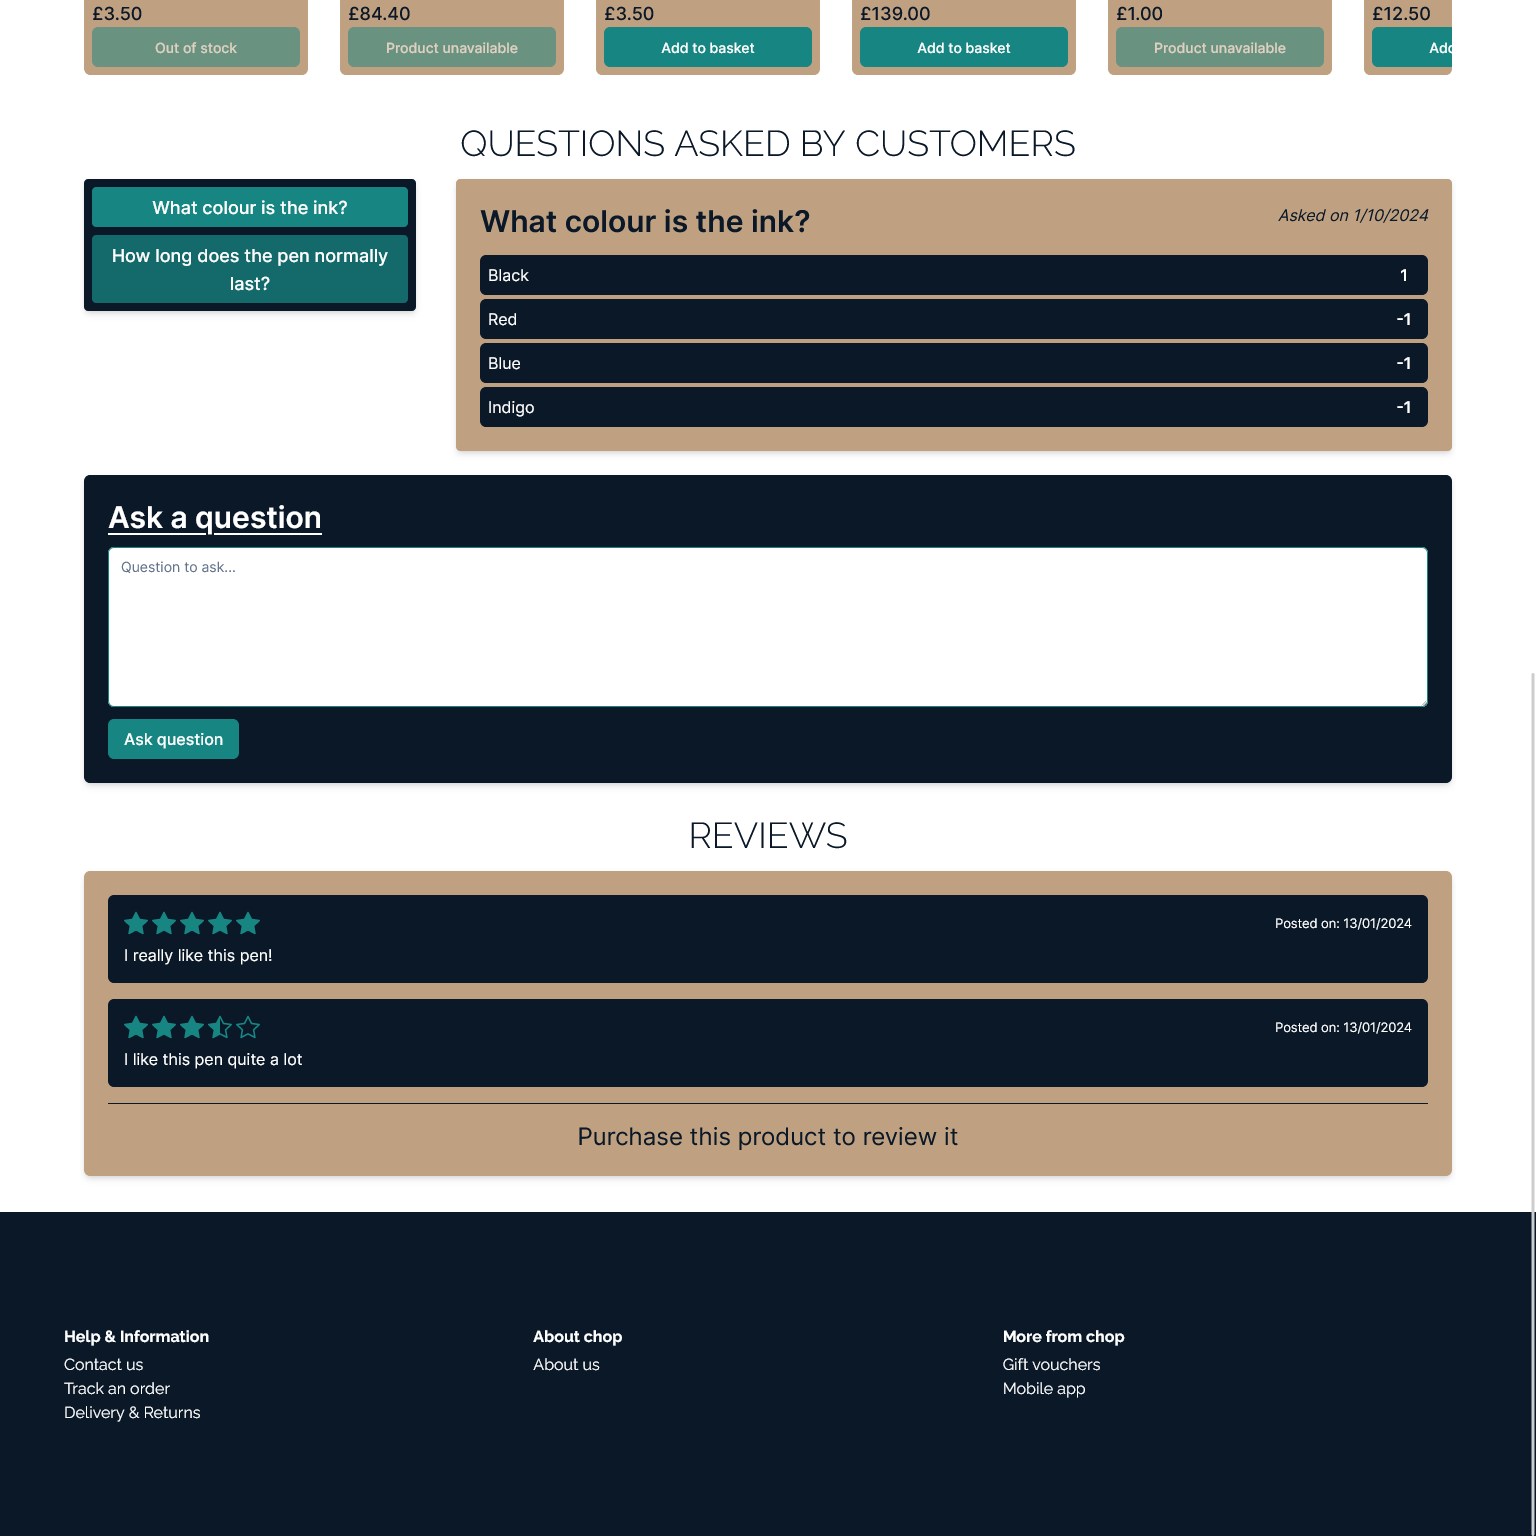 £3.50
£84.40
£3.50
£139.00
£1.00
£12.50
Out of stock
Product unavailable
Add to basket
Add to basket
Product unavailable
QUESTIONS ASKED BY CUSTOMERS
What colour is the ink?
How long does the pen normally
last?
What colour is the ink?
Asked on 1/10/2024
Black 1
Red -1
Blue -1
Indigo -1
Ask a question
Question to ask...
Ask question
REVIEWS
Posted on: 13/01/2024
I really like this pen!
Posted on: 13/01/2024
I like this pen quite a lot
Purchase this product to review it
Help & Information
Contact us
Track an order
Delivery & Returns
About chop
About us
More from chop
Gift vouchers
Mobile app